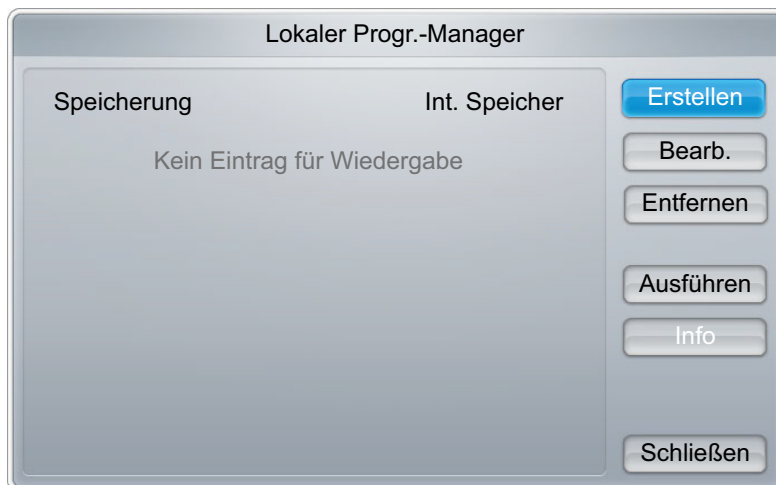 Lokaler Progr.-Manager
Speicherung Int. Speicher
Kein Eintrag für Wiedergabe
Erstellen
Bearb.
Entfernen
Ausführen
Info
Schließen